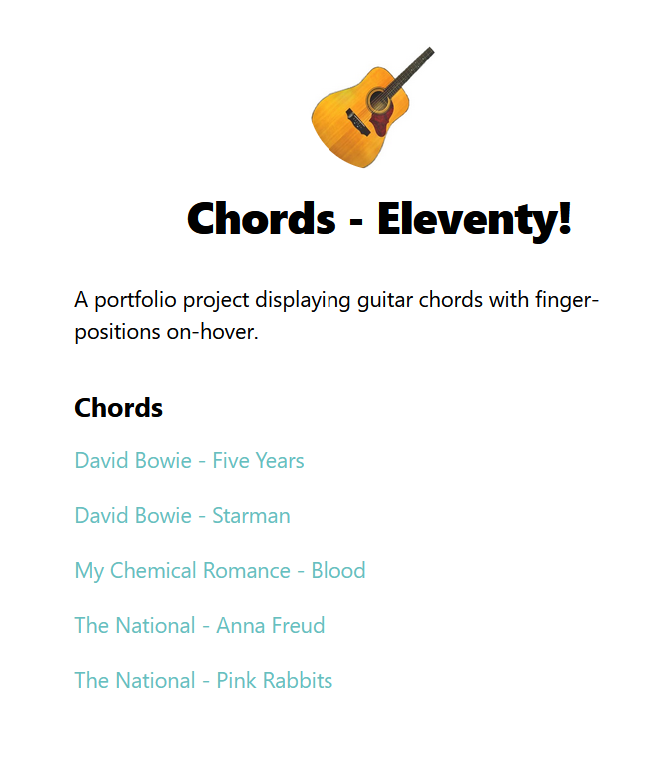 Chords - Eleventy!
A portfolio project displaying guitar chords with finger-
positions on-hover.
Chords
David Bowie - Five Years
David Bowie - Starman
My Chemical Romance - Blood
The National - Anna Freud
The National - Pink Rabbits